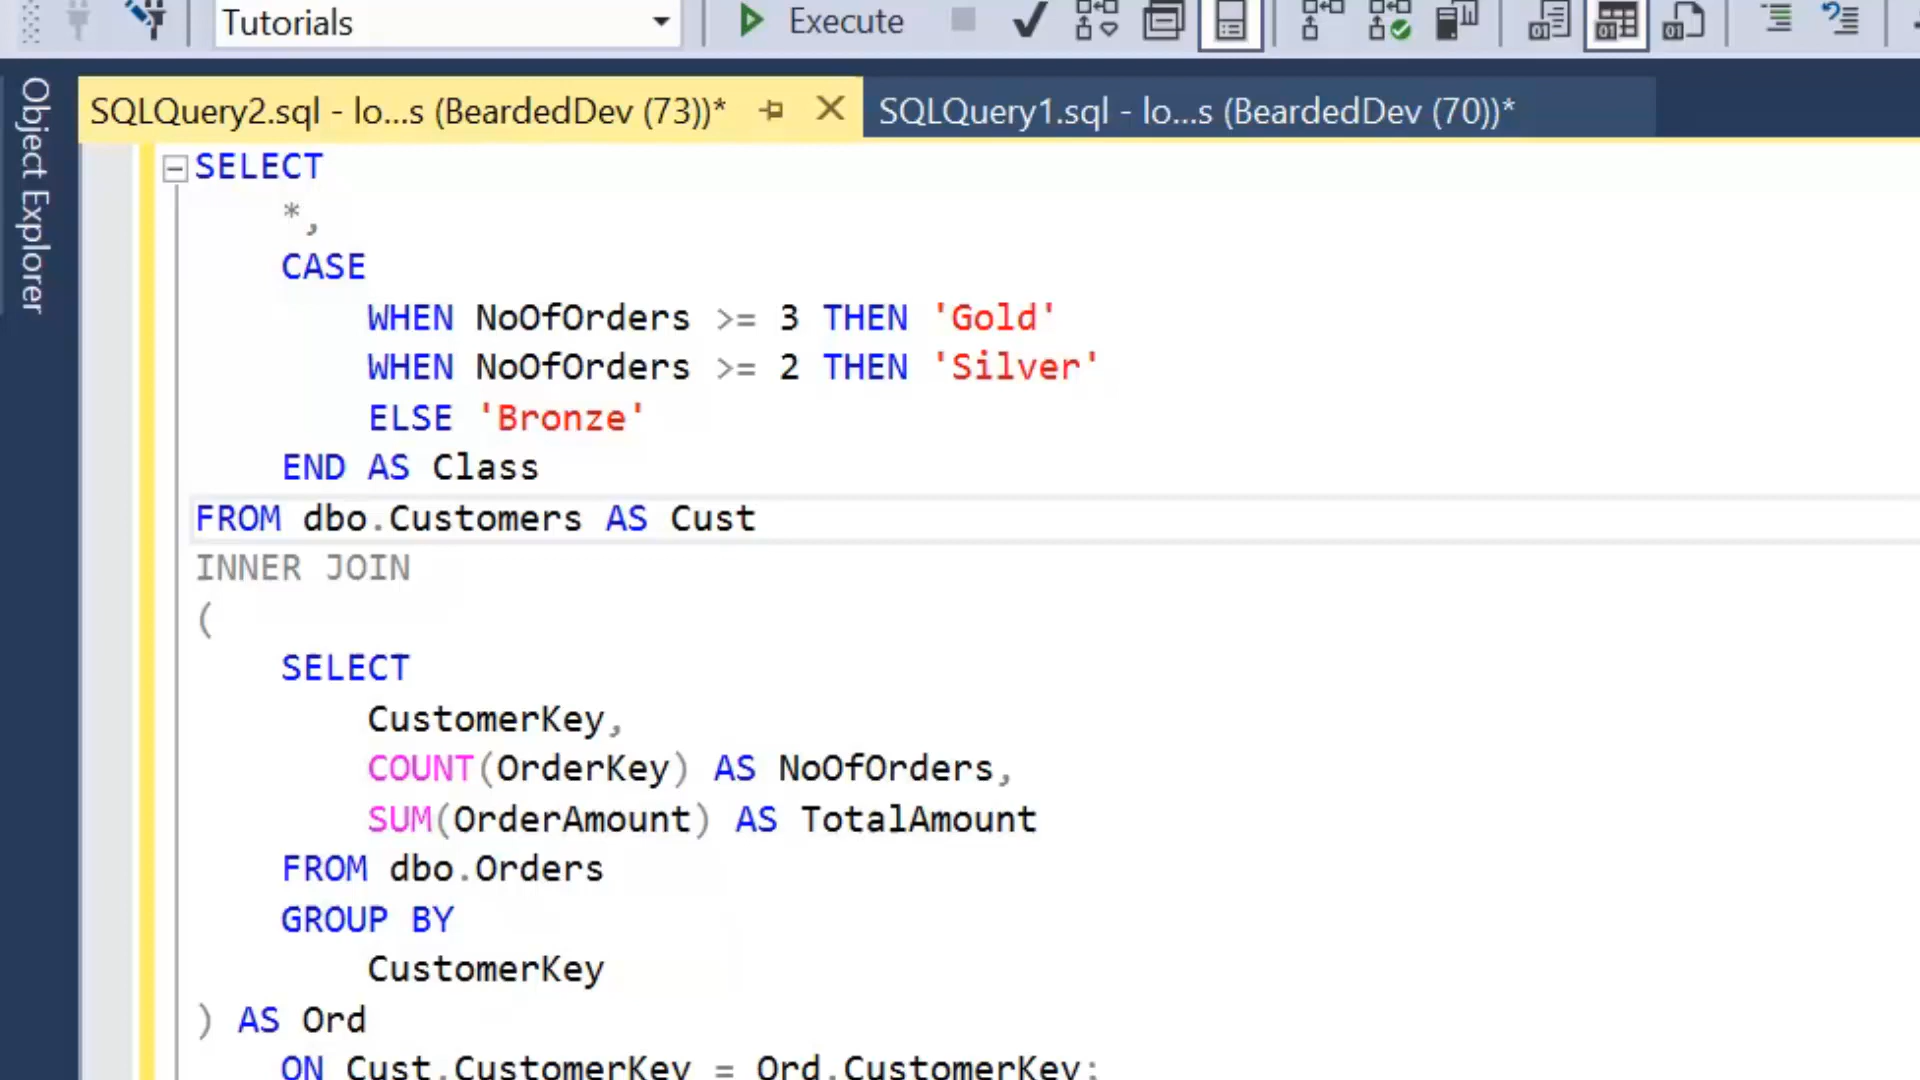 Tutorials Execute
Object Explorer
SQLQuery2.sql - lo...s (BeardedDev (73))* SQLQuery1.sql - lo...s (BeardedDev (70))*
SELECT
*,
CASE
WHEN NoOfOrders >= 3 THEN 'Gold'
WHEN NoOfOrders >= 2 THEN 'Silver'
ELSE 'Bronze'
END AS Class
FROM dbo.Customers AS Cust
INNER JOIN
(
SELECT
CustomerKey,
COUNT(OrderKey) AS NoOfOrders,
SUM(OrderAmount) AS TotalAmount
FROM dbo.Orders
GROUP BY
CustomerKey
) AS Ord
ON Cust.CustomerKey = Ord.CustomerKey;